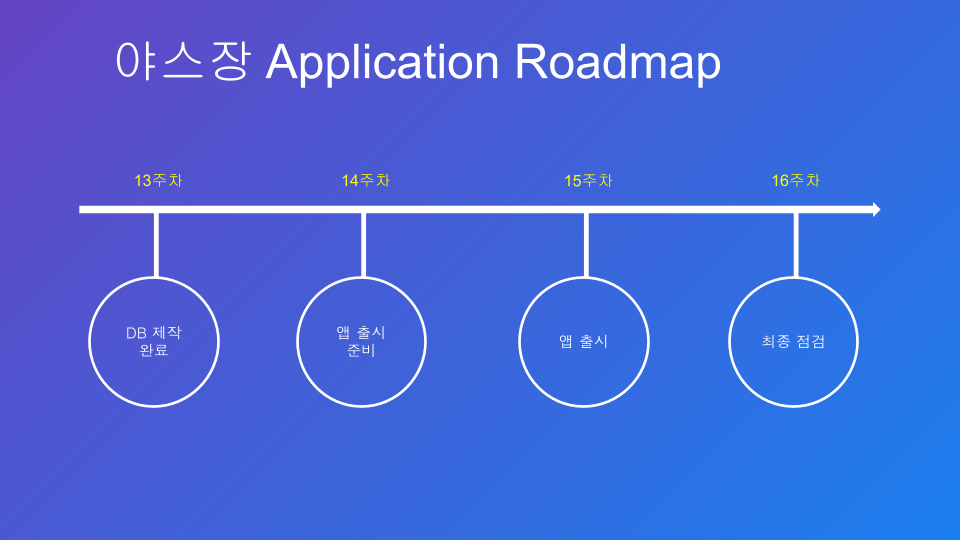 야스장 Application Roadmap
13주차
14주차
15주차
16주차
DB 제작
완료
앱 출시
준비
앱 출시
최종 점검